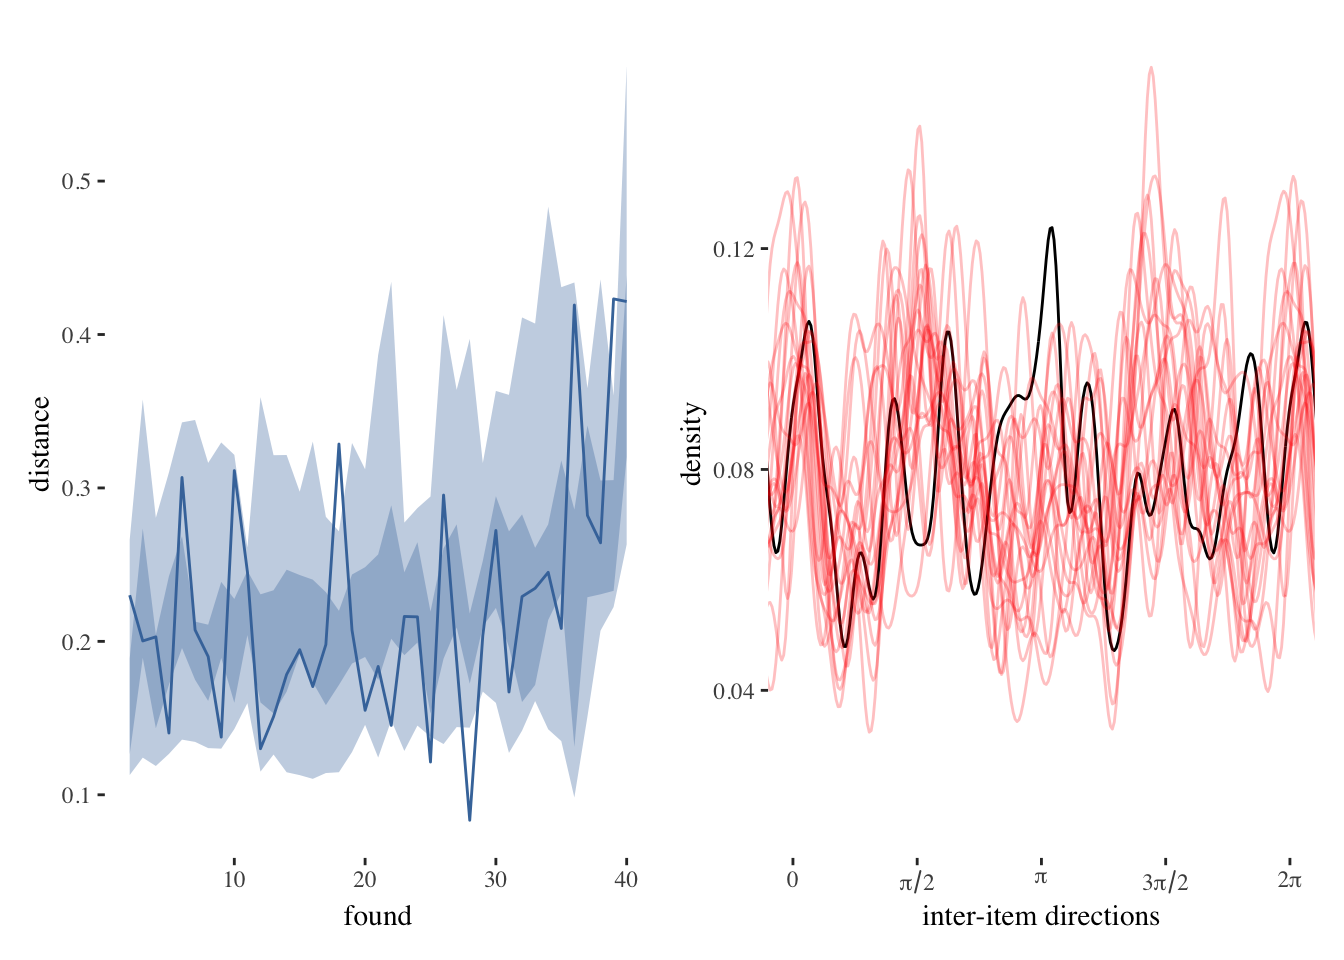 distance
0.5
0.4
0.3
0.2
0.1
10 20 30 40
found
density
0.12
0.08
0.04
0 π/2 π 3π/2 2π
inter-item directions